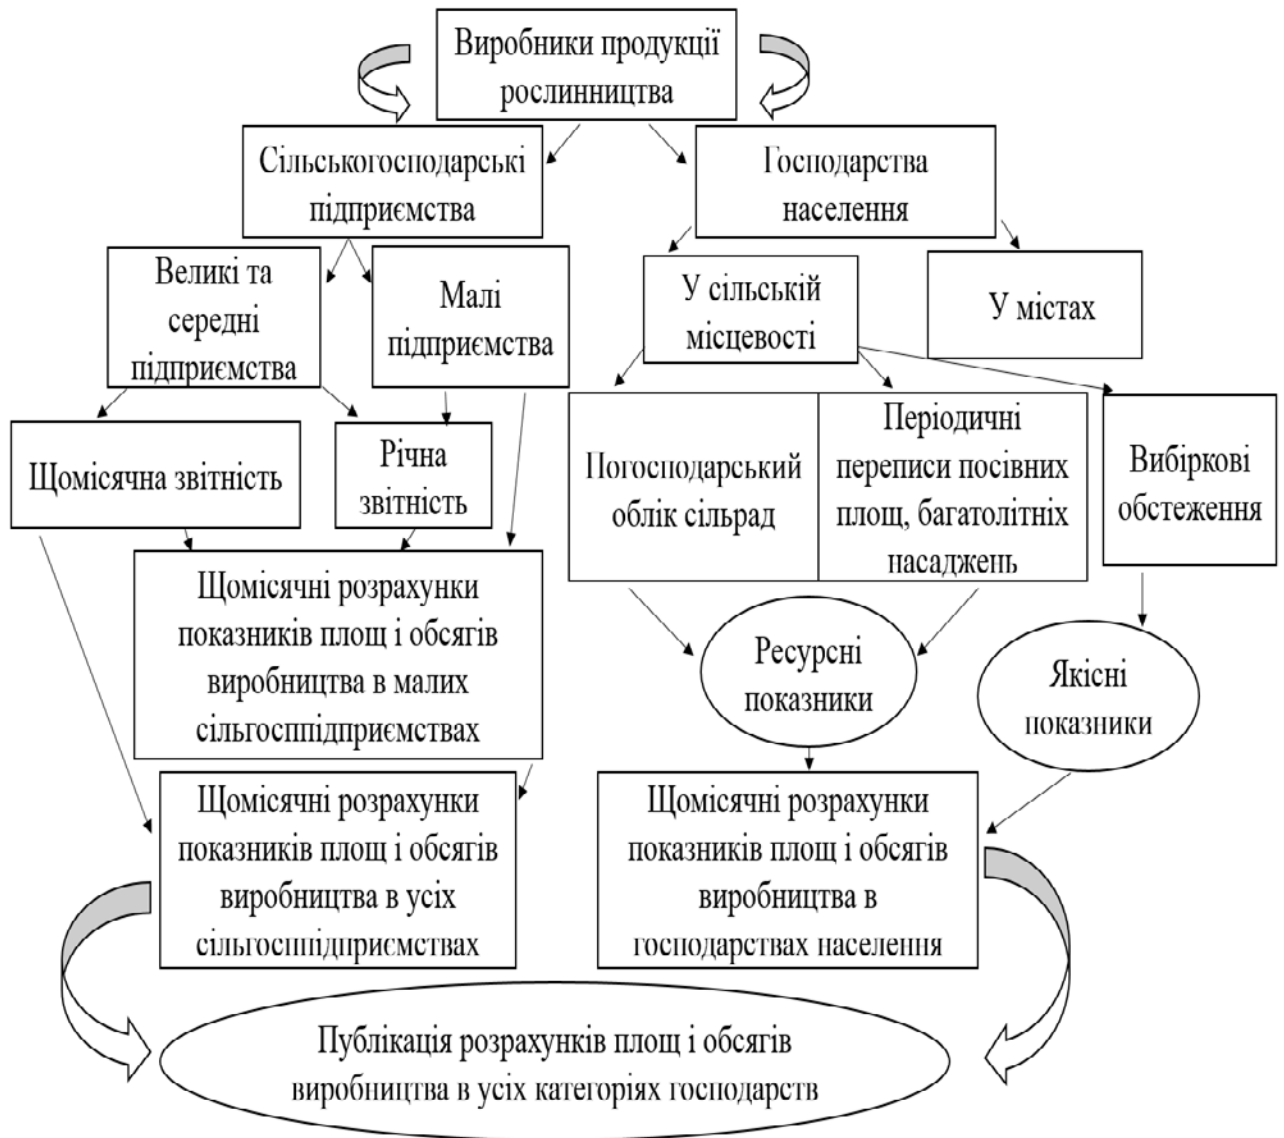 Виробники продукції
рослинництва
Сільськогосподарські
підприємства
Господарства
населення
Великі та
середні
підприємства
Малі
підприємства
У сільській
місцевості
У містах
Щомісячна звітність
Річна
звітність
Погосподарський
облік сільрад
Періодичні
переписи посівних
площ, багатолітніх
насаджень
Вибіркові
обстеження
Щомісячні розрахунки
показників площ і обсягів
виробництва в малих
сільгосппідприємствах
Ресурсні
показники
Якісні
показники
Щомісячні розрахунки
показників площ і обсягів
виробництва в усіх
сільгосппідприємствах
Щомісячні розрахунки
показників площ і обсягів
виробництва в
господарствах населення
Публікація розрахунків площ і обсягів
виробництва в усіх категоріях господарств